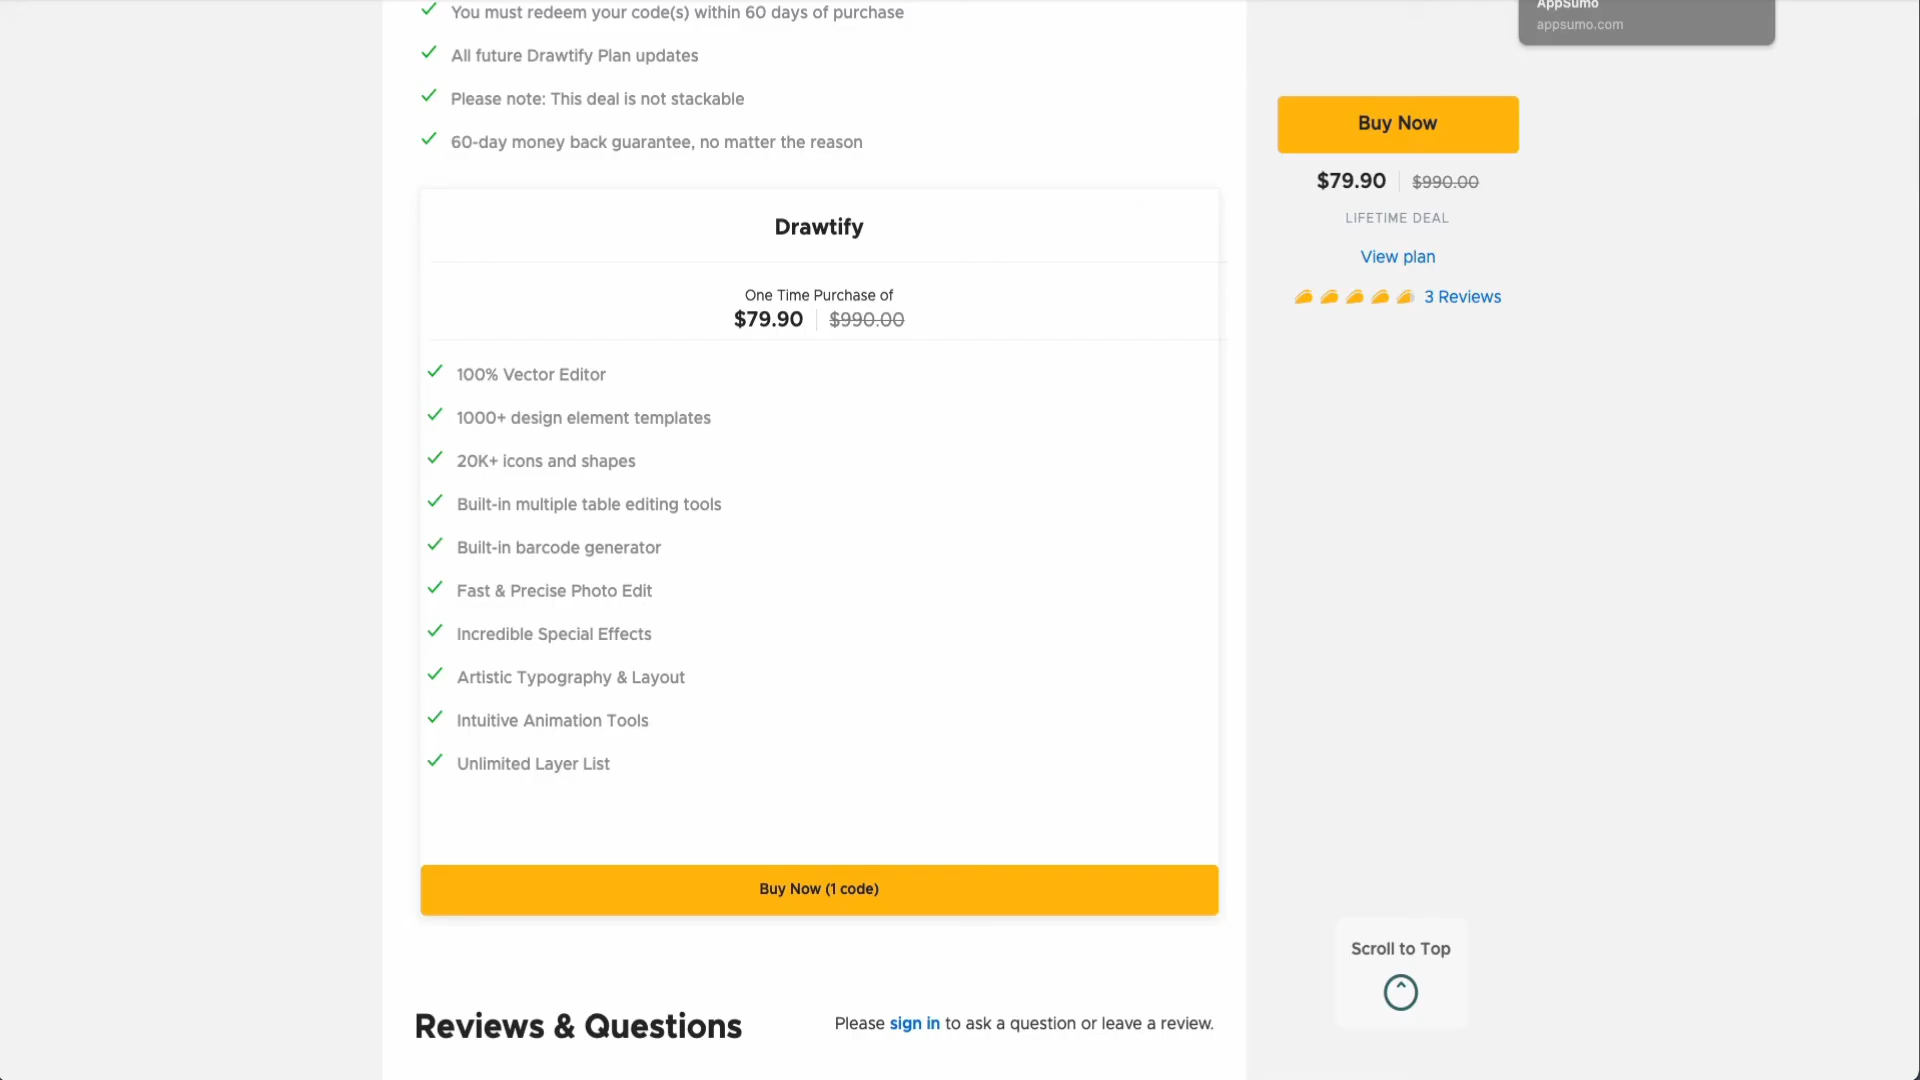 You must redeem your code(s) within 60 days of purchase
All future Drawtify Plan updates
Please note: This deal is not stackable
60-day money back guarantee, no matter the reason
Drawtify
One Time Purchase of
$79.90 $990.00
100% Vector Editor
1000+ design element templates
20K+ icons and shapes
Built-in multiple table editing tools
Built-in barcode generator
Fast & Precise Photo Edit
Incredible Special Effects
Artistic Typography & Layout
Intuitive Animation Tools
Unlimited Layer List
Buy Now (1 code)
Reviews & Questions
Please sign in to ask a question or leave a review.
AppSumo
appsumo.com
Buy Now
$79.90 $990.00
LIFETIME DEAL
View plan
3 Reviews
Scroll to Top